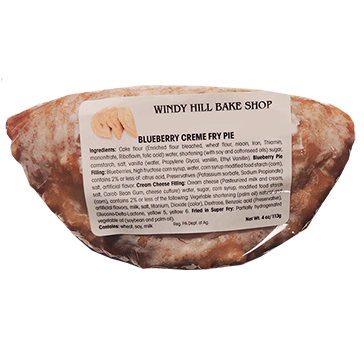 WINDY HILL BAKE SHOP
BLUEBERRY CREME FRY PIE
Ingredients: Cake flour (Enriched flour bleached, wheat flour, niacin, Iron, Thiamin,
mononitrate, Riboflavin, folic acid) water, shortening (with soy and cottonseed oils) sugar,
cornstarch, salt, vanilla (water, Propylene Glycol, vanillin, Ethyl Vanillin). Blueberry Pie
Filling: Blueberries, high fructose corn syrup, water, corn syrup modified food starch (corn),
contains 2% or less of citrus acid, Preservatives (Potassium sorbate, Sodium Propionate)
salt, artificial flavor. Cream Cheese Filling: Cream cheese (Pasteurized milk and cream,
salt, Carob Bean Gum, cheese culture) water, sugar, corn syrup, modified food starch
(corn), contains 2% or less of the following: Vegetable oil (soybean and palm),
artificial flavors, milk, salt, titanium, Dioxide (color), Dextrose, Benzoic acid (Preservative),
Glucono-Delta-Lactone, yellow 5, yellow 6. Fried in Super Fry: Partially hydrogenated
vegetable oil (soybean and palm oil).
Contains: wheat, soy, milk
Reg. PA Dept. of Ag.
Net Wt. 4 oz/113g